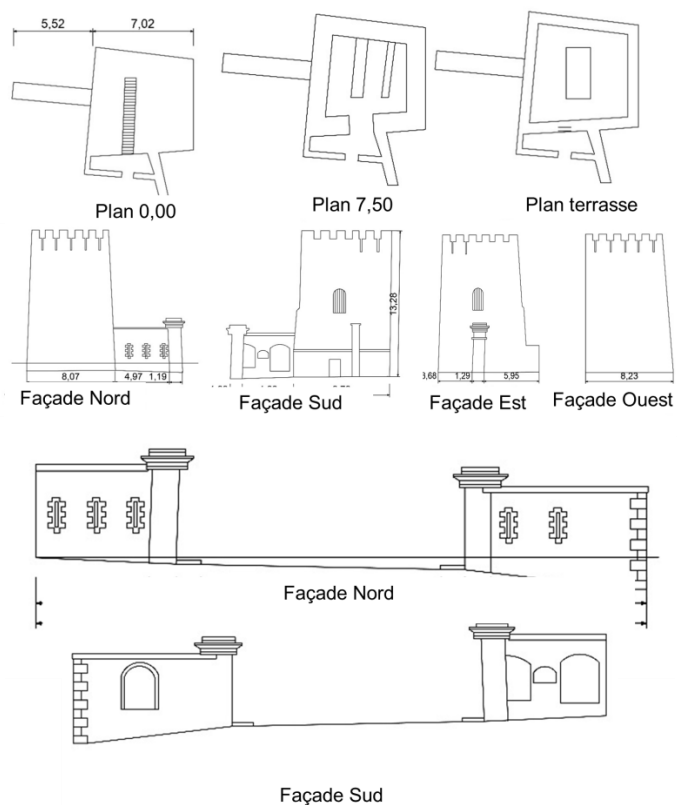 5,52 7,02
Plan 0,00
Plan 7,50
Plan terrasse
13,28
8,07 4,97 1,19
Façade Nord
Façade Sud
1,29 5,95
Façade Est
8,23
Façade Ouest
Façade Nord
Façade Sud